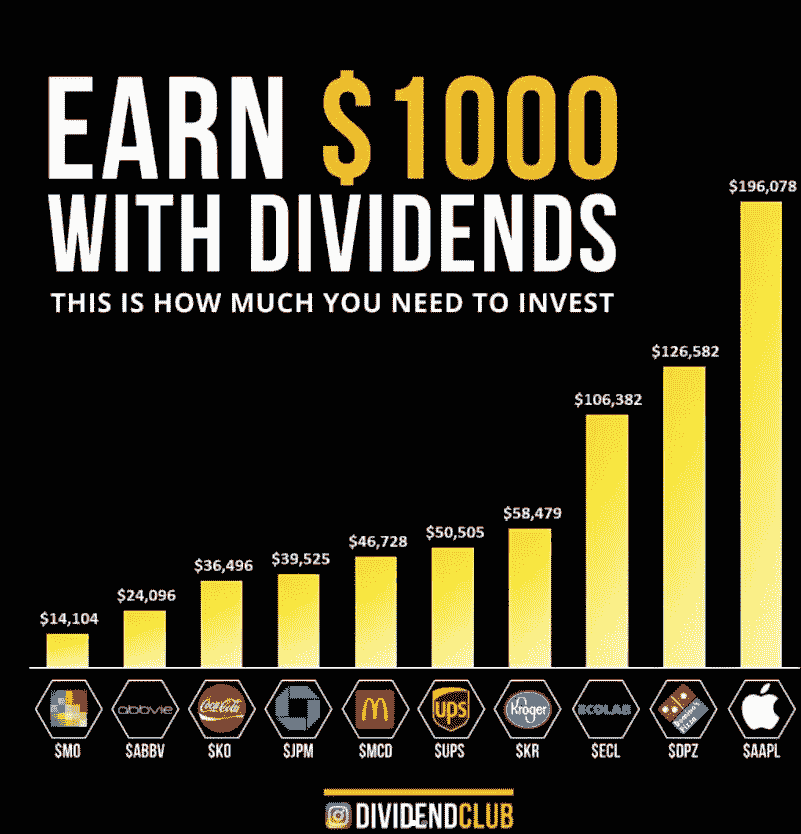 EARN $1000
WITH DIVIDENDS
THIS IS HOW MUCH YOU NEED TO INVEST
$14,104
$24,096
$36,496
$39,525
$46,728
$50,505
$58,479
$106,382
$126,582
$196,078
abbvie
Coca-Cola
ups
Kroger
ECOLAB
Domino's
Pizza
$MO
$ABBV
$KO
$JPM
$MCD
$UPS
$KR
$ECL
$DPZ
$AAPL
DIVIDENDCLUB